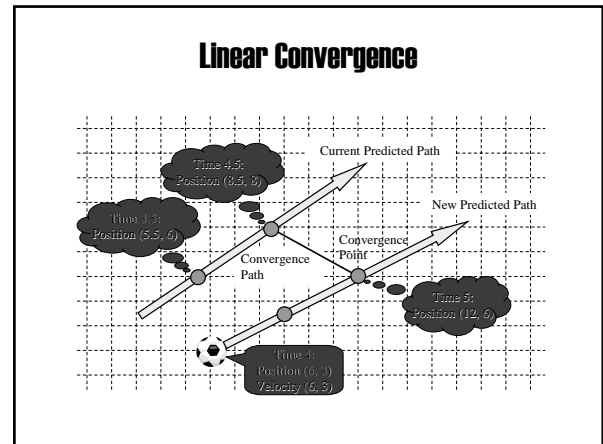 Linear Convergence
Current Predicted Path
Time 4.5:
Position (8.5, 8)
New Predicted Path
Time 3.5:
Position (5.5, 6)
Convergence
Path
Convergence
Point
Time 5:
Position (12, 6)
Time 4:
Position (6, 3)
Velocity (6, 3)